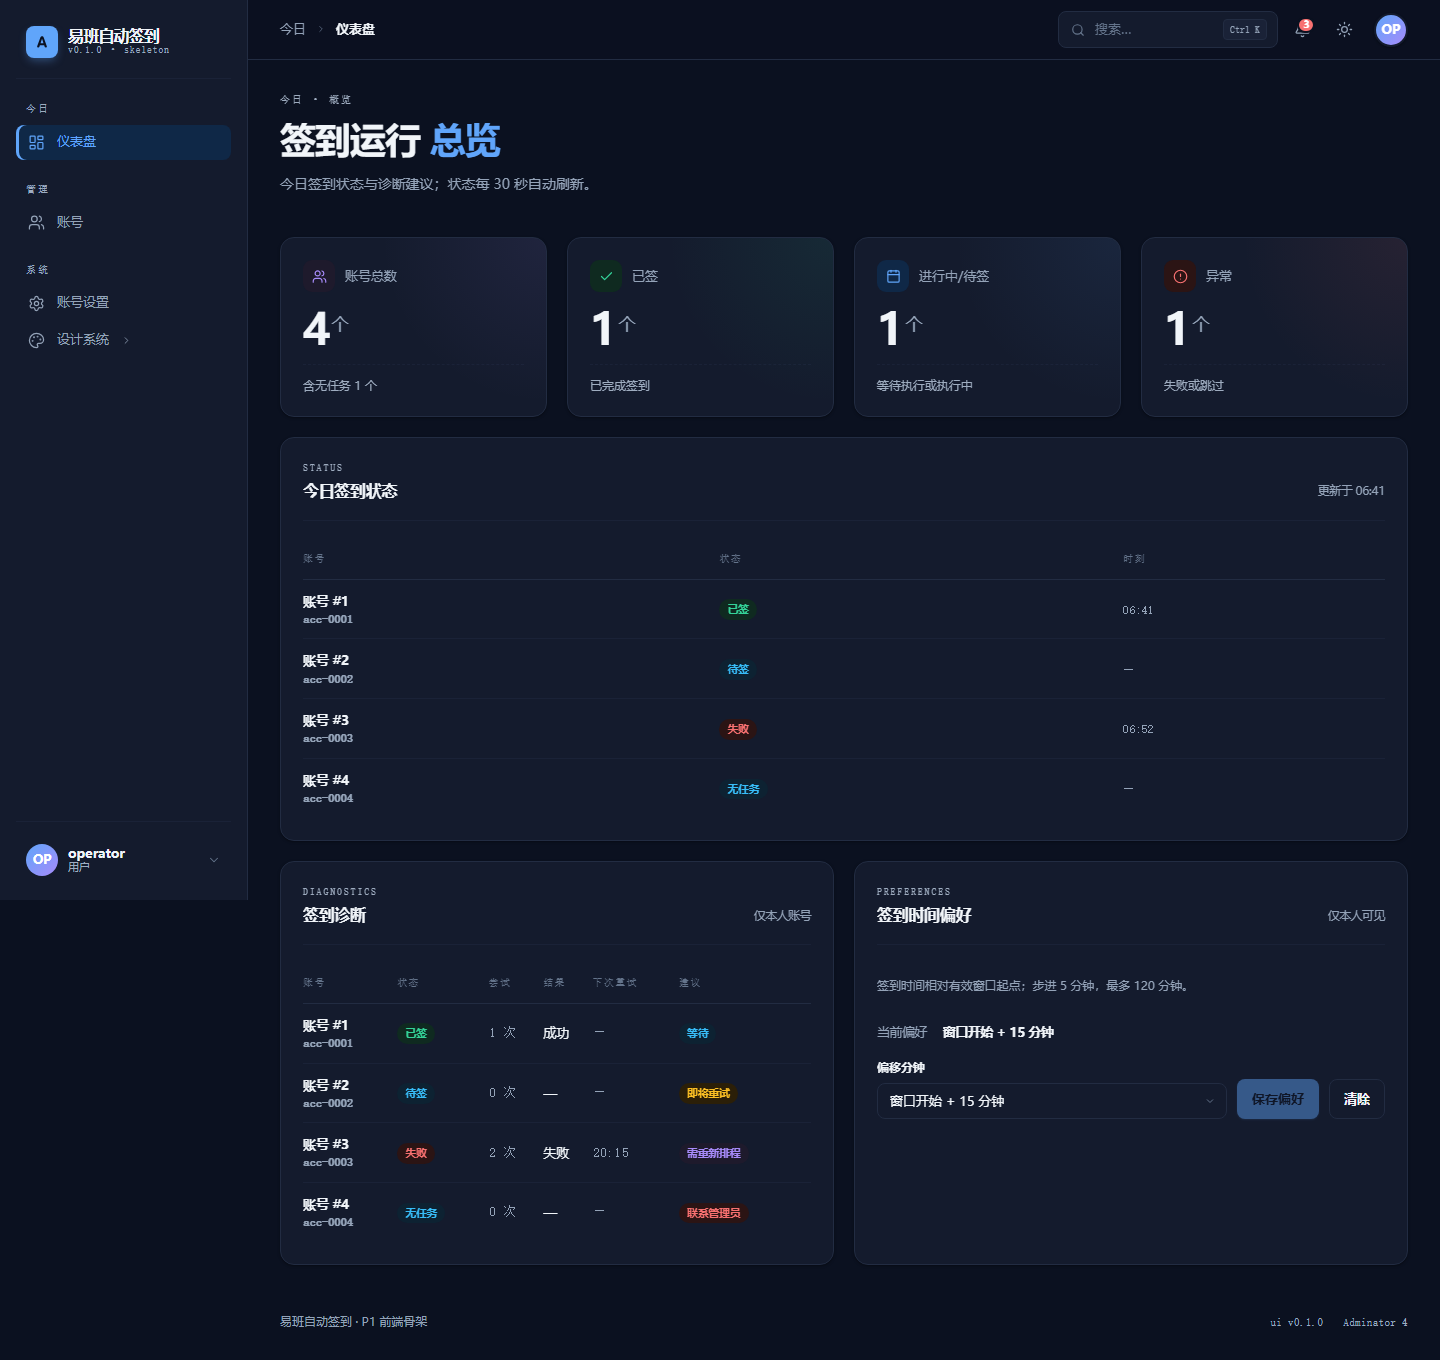 A
易班自动签到
v0.1.0 • skeleton
今日
仪表盘
管理
账号
系统
账号设置
设计系统
operator
用户
OP
今日 › 仪表盘
搜索...
Ctrl K
3
OP
今日 • 概览
签到运行 总览
今日签到状态与诊断建议；状态每 30 秒自动刷新。
账号总数
4个
含无任务 1 个
已签
1个
已完成签到
进行中/待签
1个
等待执行或执行中
异常
1个
失败或跳过
STATUS
今日签到状态
更新于 06:41
账号 状态 时刻
账号 #1 已签 06:41
acc-0001
账号 #2 待签 —
acc-0002
账号 #3 失败 06:52
acc-0003
账号 #4 无任务 —
acc-0004
DIAGNOSTICS
签到诊断
仅本人账号
账号 状态 尝试 结果 下次重试 建议
账号 #1 已签 1 次 成功 — 等待
acc-0001
账号 #2 待签 0 次 — — 即将重试
acc-0002
账号 #3 失败 2 次 失败 20:15 需重新排程
acc-0003
账号 #4 无任务 0 次 — — 联系管理员
acc-0004
PREFERENCES
签到时间偏好
仅本人可见
签到时间相对有效窗口起点；步进 5 分钟，最多 120 分钟。
当前偏好 窗口开始 + 15 分钟
偏移分钟
窗口开始 + 15 分钟
保存偏好
清除
易班自动签到 · P1 前端骨架
ui v0.1.0 Adminator 4